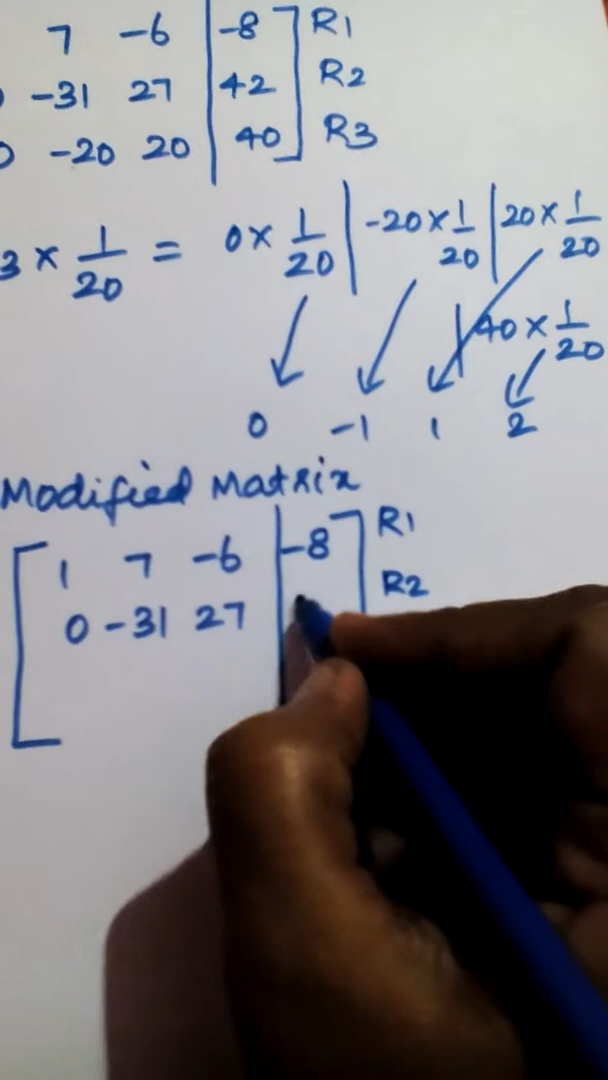 7 -6 | -8 ] R1
0 -31 27 | 42 ] R2
0 -20 20 | 40 ] R3
3 × 1/20 = 0 × 1/20 | -20 × 1/20 | 20 × 1/20
| 40 × 1/20
0 -1 1 2
Modified Matrix
[ 1 7 -6 | -8 ] R1
0 -31 27 | R2